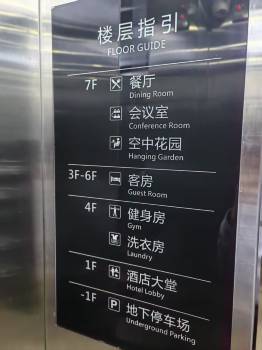 楼层指引
FLOOR GUIDE
7F 餐厅
Dining Room
会议室
Conference Room
空中花园
Hanging Garden
3F-6F 客房
Guest Room
4F 健身房
Gym
洗衣房
Laundry
1F 酒店大堂
Hotel Lobby
-1F P 地下停车场
Underground Parking